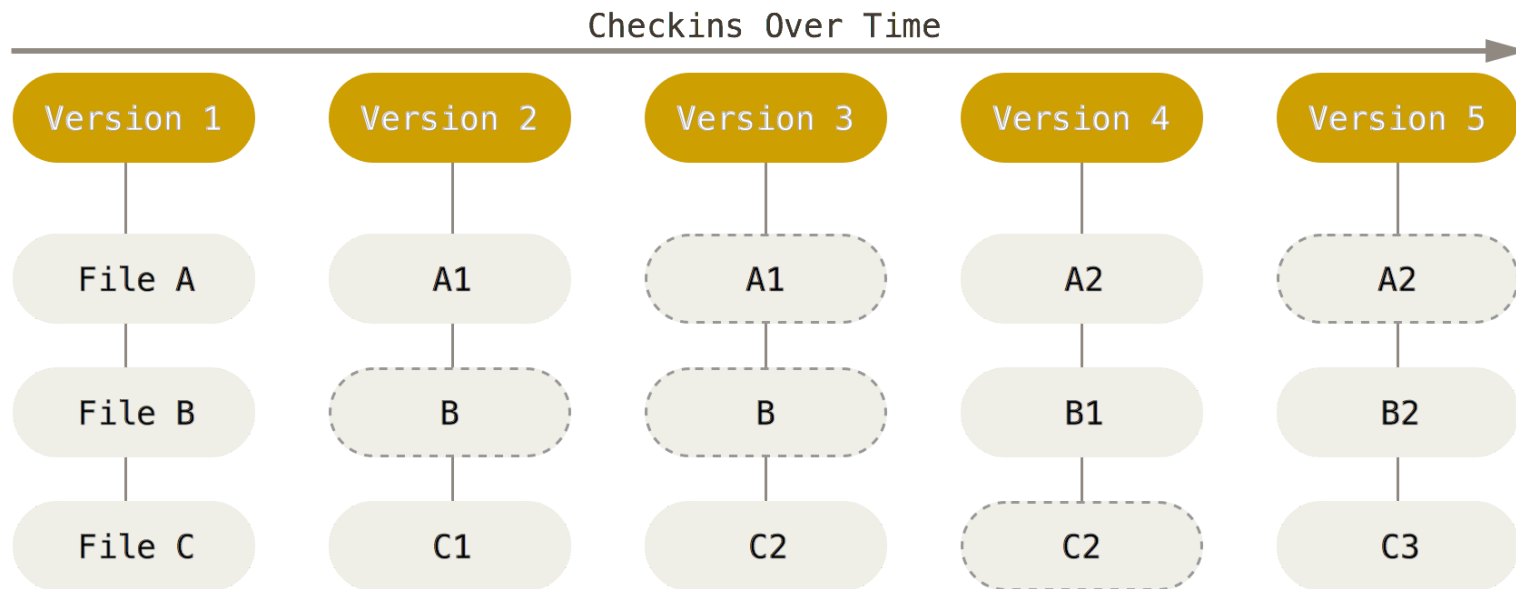 Checkins Over Time
Version 1 Version 2 Version 3 Version 4 Version 5
File A A1 A1 A2 A2
File B B B B1 B2
File C C1 C2 C2 C3